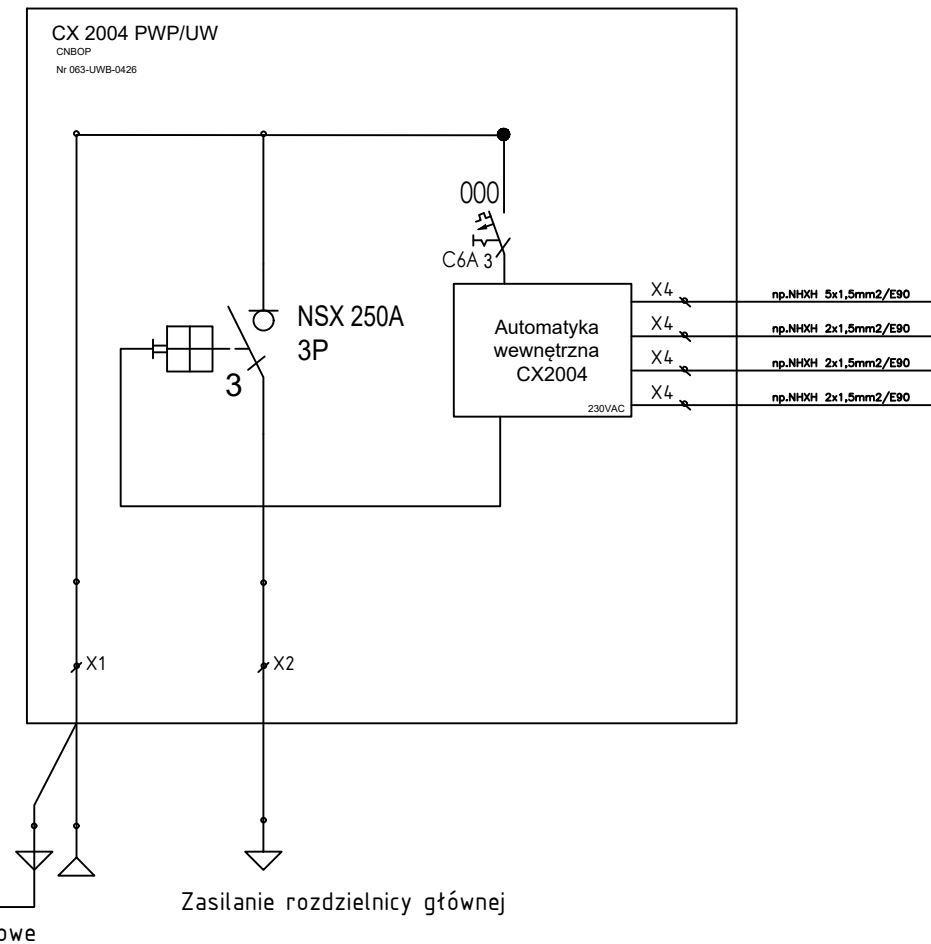 CX 2004 PWP/UW
CNBOP
Nr 063-UWB-0426
000
C6A 3
NSX 250A
3P
3
Automatyka
wewnętrzna
CX2004
230VAC
X4
np.NHXH 5x1,5mm2/E90
X4
np.NHXH 2x1,5mm2/E90
X4
np.NHXH 2x1,5mm2/E90
X4
np.NHXH 2x1,5mm2/E90
X1
X2
Zasilanie rozdzielnicy głównej
owe